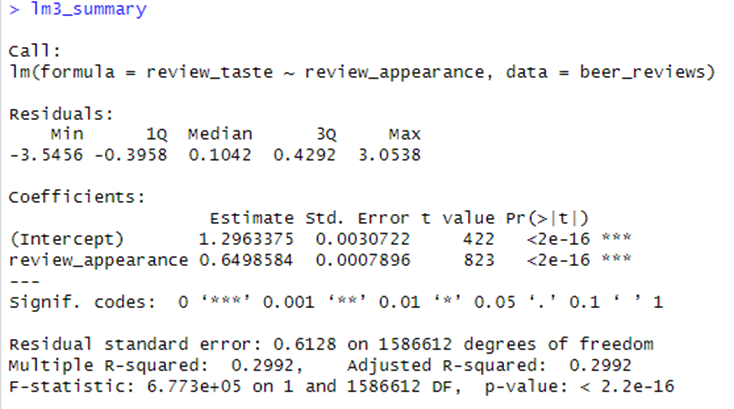 > lm3_summary
Call:
lm(formula = review_taste ~ review_appearance, data = beer_reviews)
Residuals:
    Min      1Q  Median      3Q     Max
-3.5456 -0.3958  0.1042  0.4292  3.0538
Coefficients:
                   Estimate Std. Error t value Pr(>|t|)
(Intercept)       1.2963375  0.0030722     422   <2e-16 ***
review_appearance 0.6498584  0.0007896     823   <2e-16 ***
---
Signif. codes:  0 ‘***’ 0.001 ‘**’ 0.01 ‘*’ 0.05 ‘.’ 0.1 ‘ ’ 1
Residual standard error: 0.6128 on 1586612 degrees of freedom
Multiple R-squared:  0.2992,    Adjusted R-squared:  0.2992
F-statistic: 6.773e+05 on 1 and 1586612 DF,  p-value: < 2.2e-16